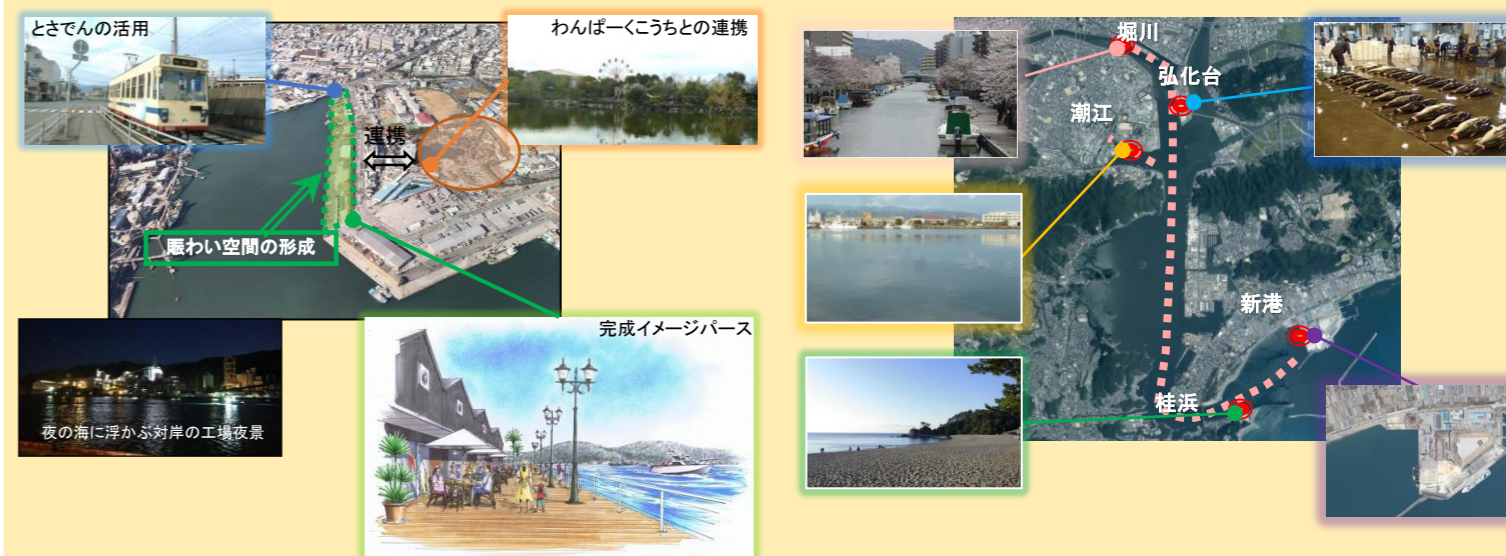 とさでんの活用
わんぱーくこうちとの連携
連携
賑わい空間の形成
完成イメージパース
夜の海に浮かぶ対岸の工場夜景
堀川
弘化台
潮江
新港
桂浜